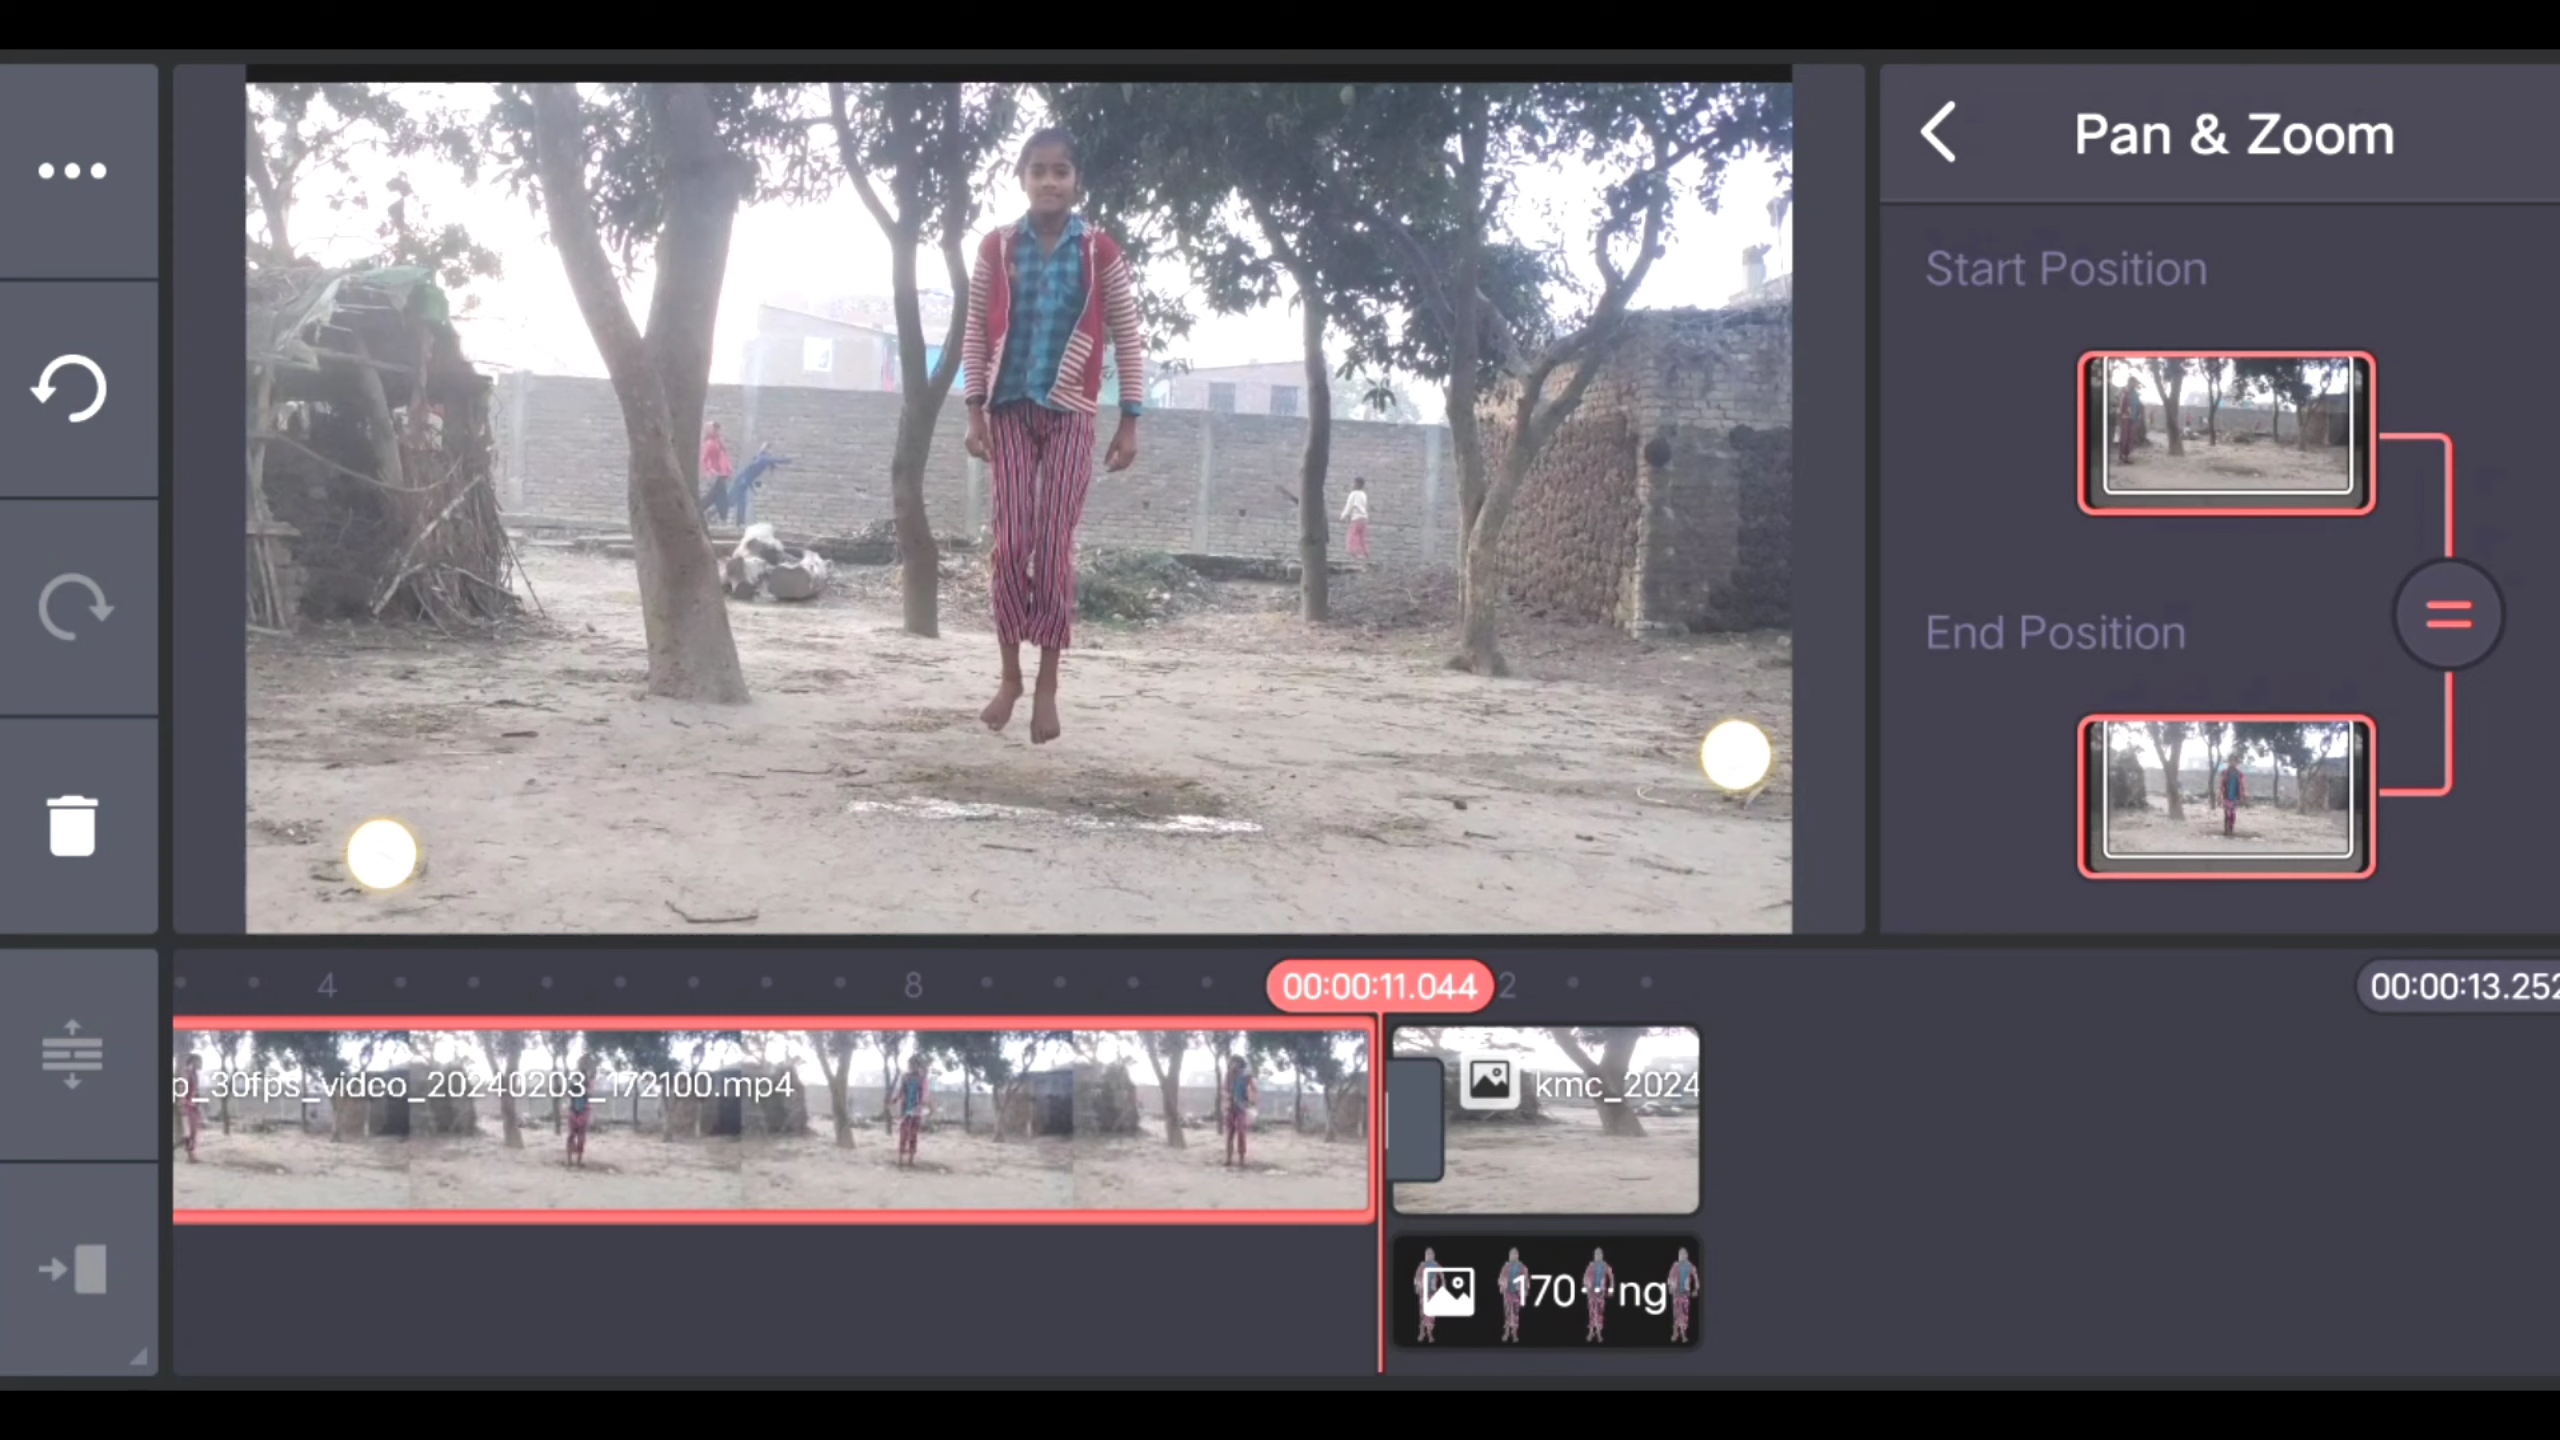 Pan & Zoom
Start Position
End Position
4
8
00:00:11.044
2
00:00:13.252
p_30fps_video_20240203_172100.mp4
kmc_2024
170...ng